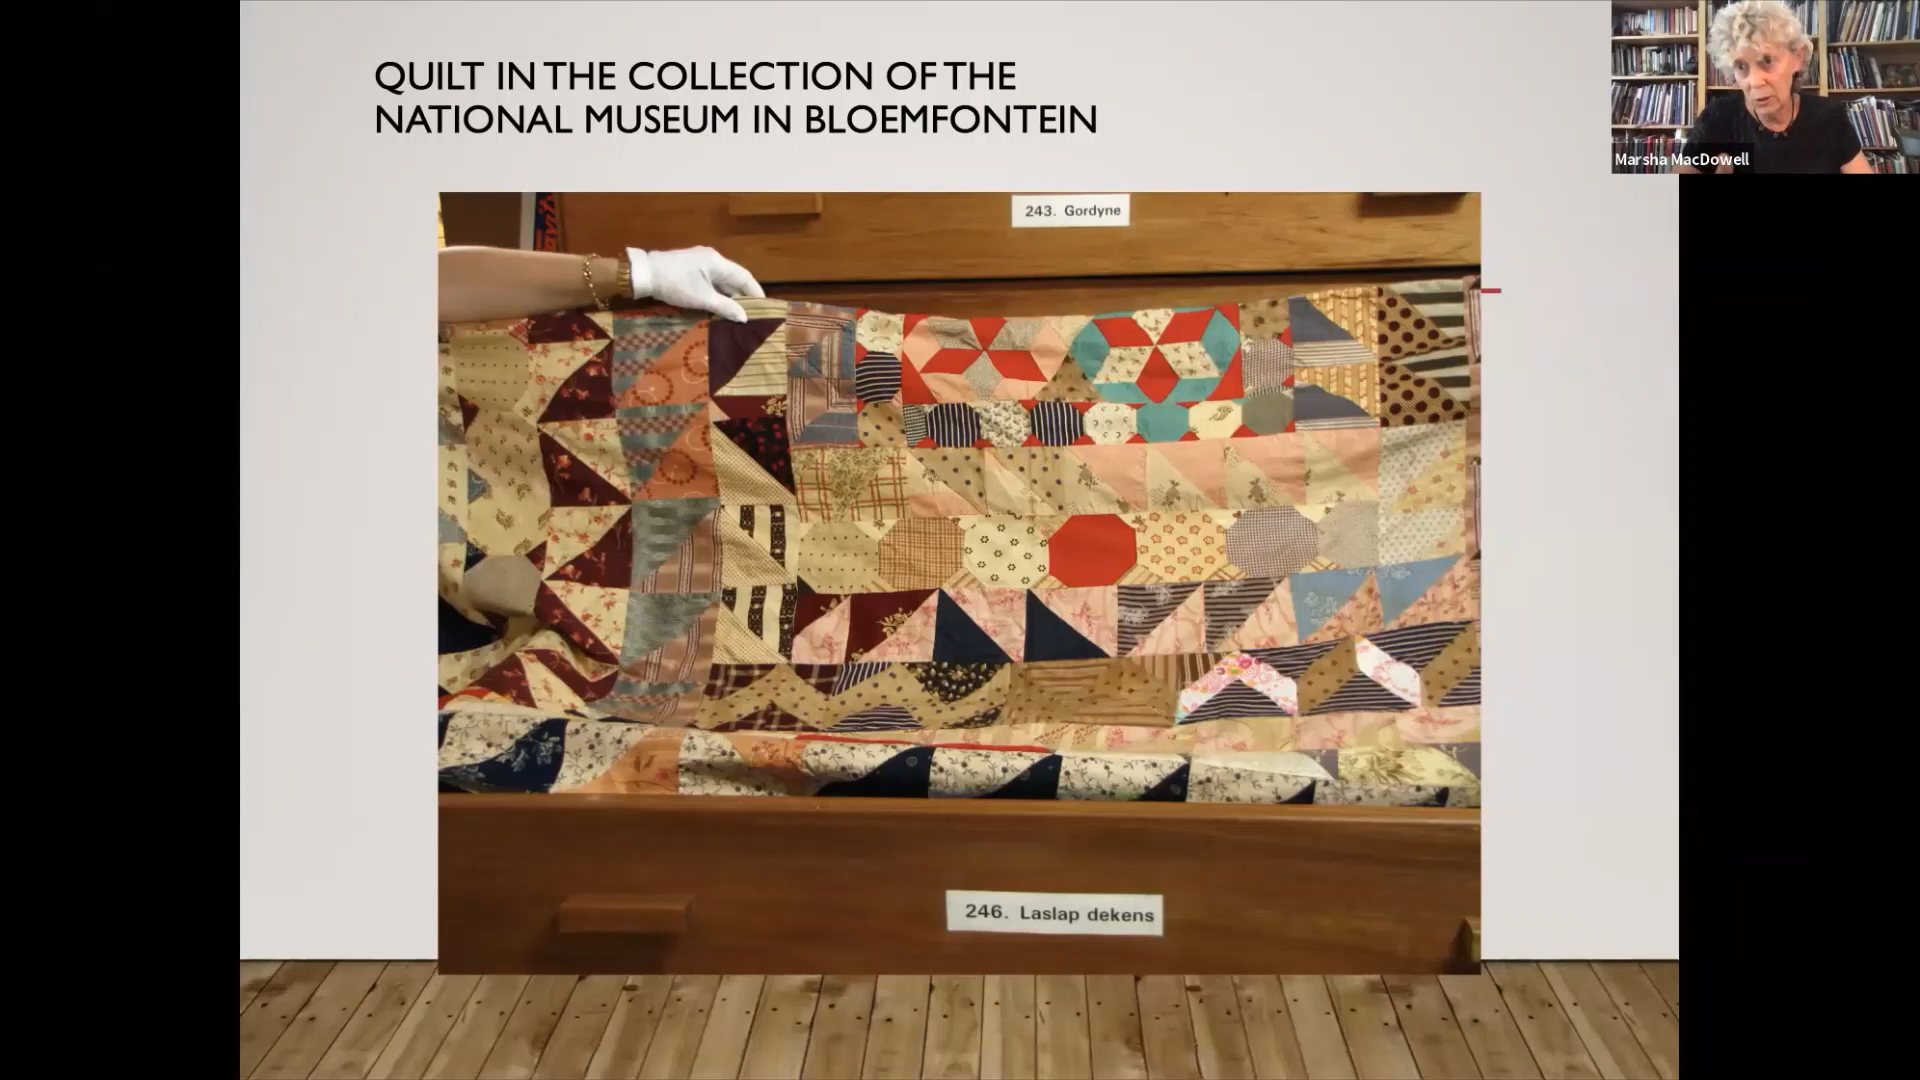 QUILT IN THE COLLECTION OF THE
NATIONAL MUSEUM IN BLOEMFONTEIN
Marsha MacDowell
243. Gordyne
246. Laslap dekens